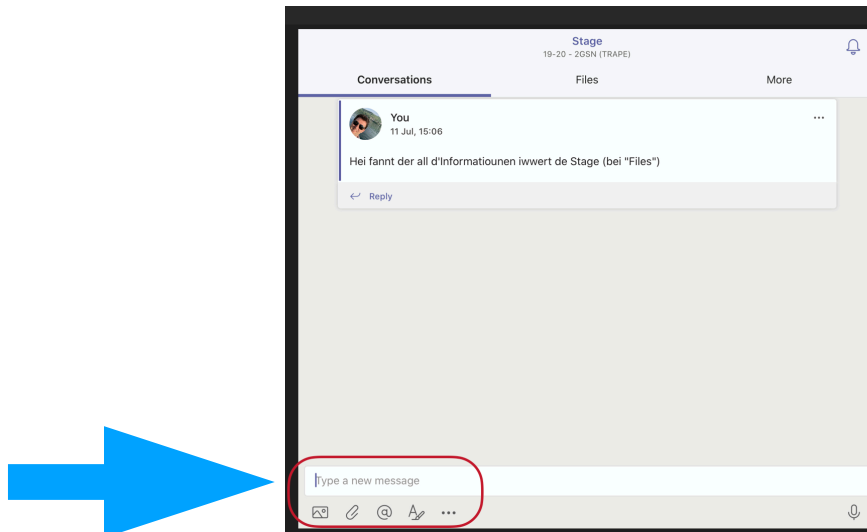 Stage
19-20 - 2GSN (TRAPE)
Conversations Files More
You
11 Jul, 15:06
Hei fannt der all d'Informatiounen iwwert de Stage (bei "Files")
Reply
Type a new message